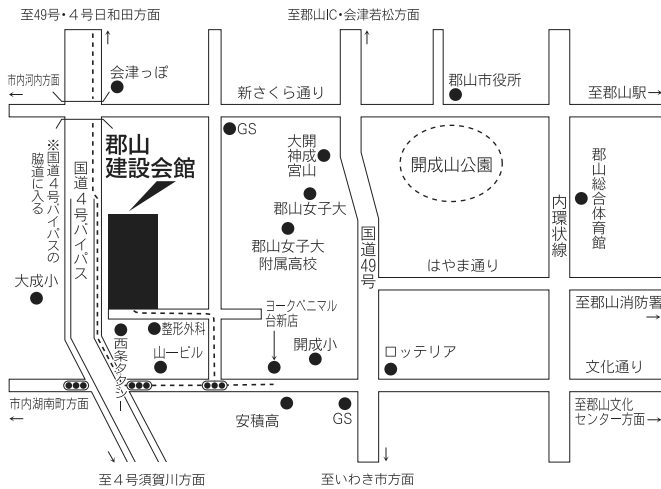 至49号・４号日和田方面
至郡山IC・会津若松方面
市内河内方面
会津っぽ
新さくら通り
郡山市役所
至郡山駅
GS
郡山
建設会館
大開
神成
宮山
開成山公園
※国道４号バイパスの
脇道に入る
国道４号バイパス
郡山女子大
郡山総合体育館
内環状線
郡山女子大
附属高校
国道49号
はやま通り
大成小
ヨークベニマル
台新店
至郡山消防署
整形外科
西条タクシー
山一ビル
開成小
ロッテリア
文化通り
市内湖南町方面
安積高
GS
至郡山文化
センター方面
至４号須賀川方面
至いわき市方面